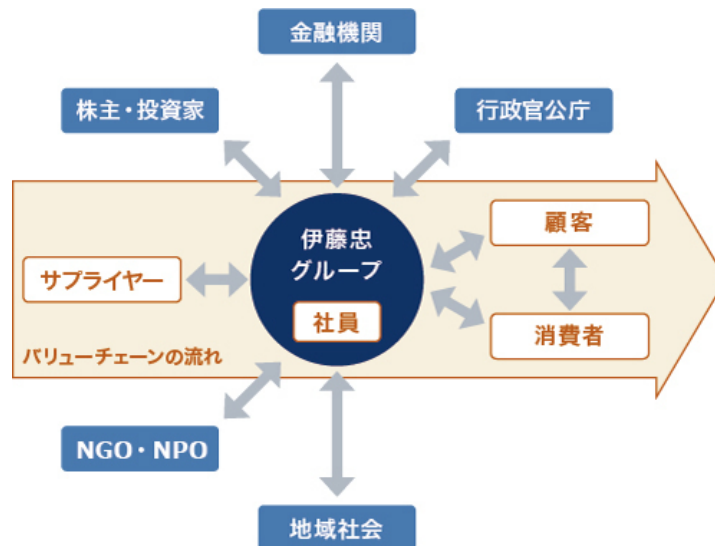 金融機関
株主・投資家
行政官公庁
伊藤忠
グループ
社員
サプライヤー
顧客
消費者
バリューチェーンの流れ
NGO・NPO
地域社会